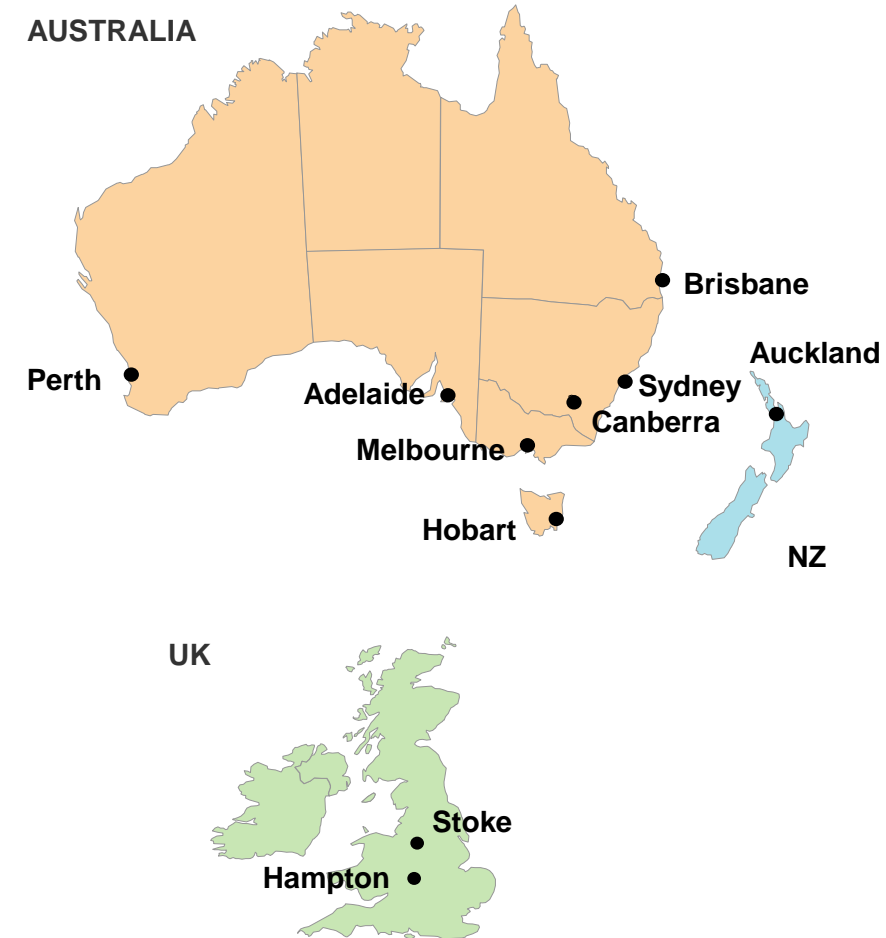 AUSTRALIA
Brisbane
Auckland
Perth
Adelaide
Sydney
Canberra
Melbourne
Hobart
NZ
UK
Stoke
Hampton